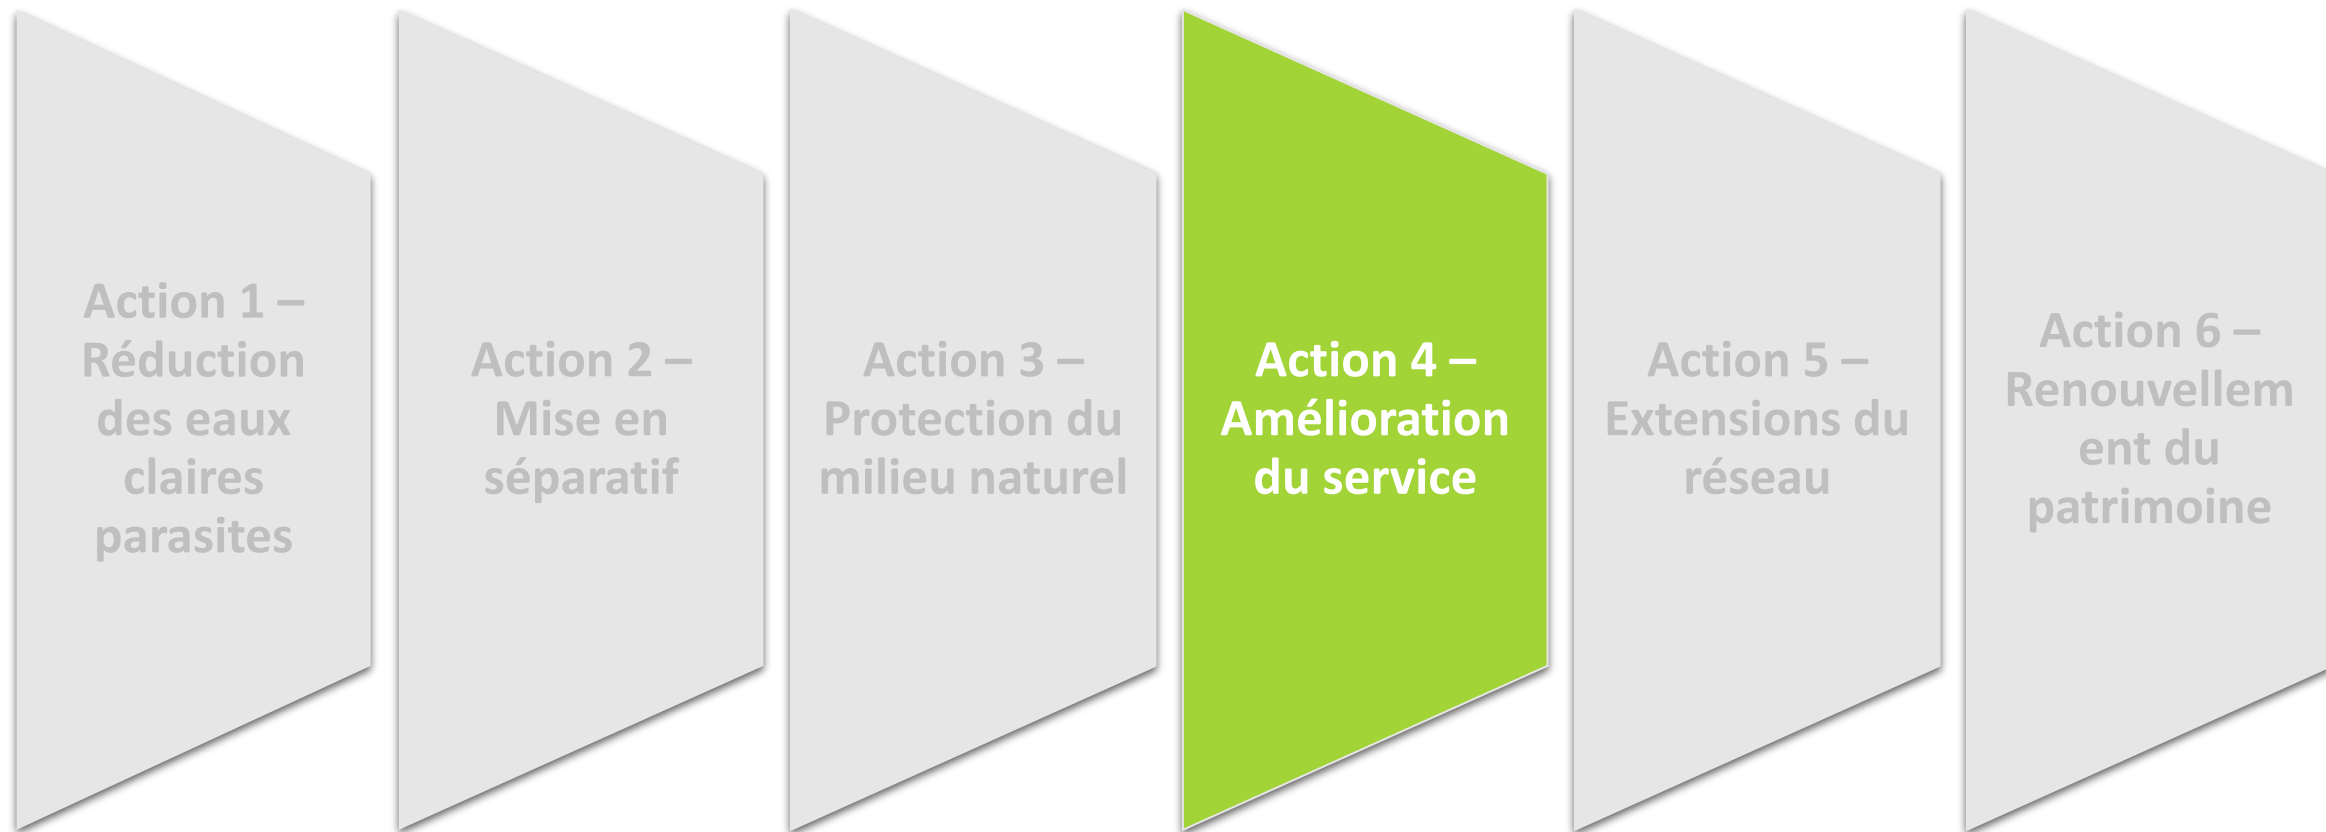 Action 1 –
Réduction
des eaux
claires
parasites
Action 2 –
Mise en
séparatif
Action 3 –
Protection du
milieu naturel
Action 4 –
Amélioration
du service
Action 5 –
Extensions du
réseau
Action 6 –
Renouvellem
ent du
patrimoine